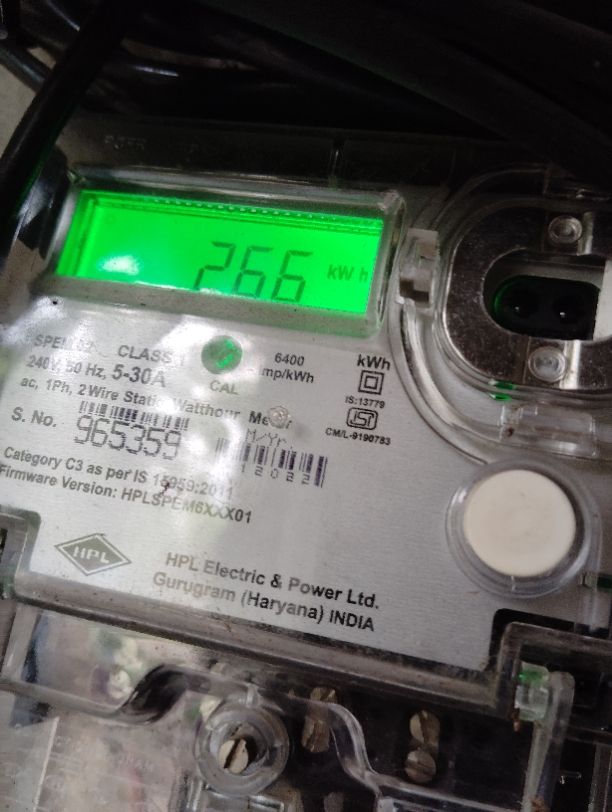 266 kWh
CLASS 1
240V, 50 Hz, 5-30A
CAL
6400
imp/kWh
kWh
IS:13779
ac, 1Ph, 2 Wire Static Watthour Meter
CM/L-9190783
S. No. 965359
M/Yr.
Category C3 as per IS 15959:2011
Firmware Version: HPLSPEM6XXX01
HPL
HPL Electric & Power Ltd.
Gurugram (Haryana) INDIA